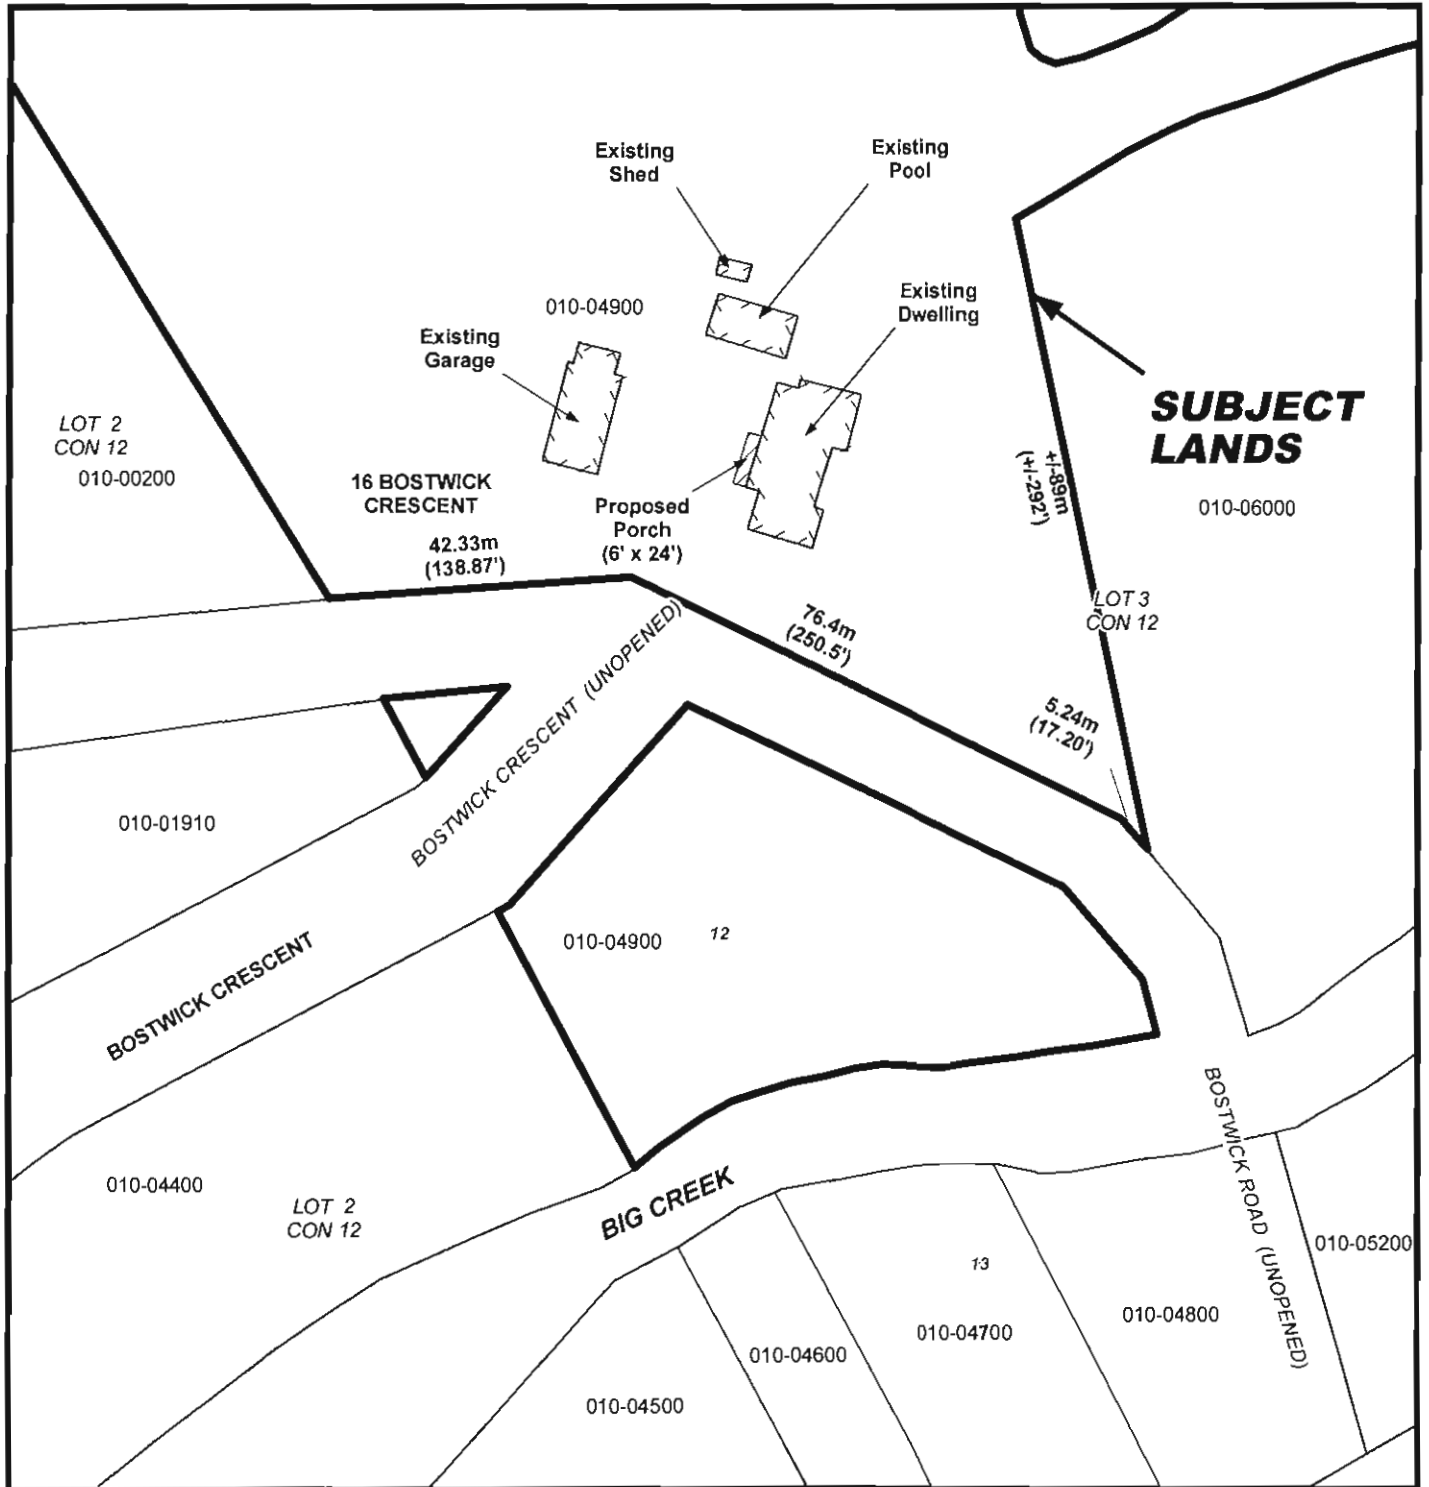 Existing
Shed
Existing
Pool
010-04900
Existing
Dwelling
Existing
Garage
SUBJECT
LANDS
LOT 2
CON 12
010-00200
16 BOSTWICK
CRESCENT
42.33m
(138.87')
Proposed
Porch
(6' x 24')
+/-89m
(+/-292')
010-06000
LOT 3
CON 12
76.4m
(250.5')
5.24m
(17.20')
BOSTWICK CRESCENT (UNOPENED)
010-01910
BOSTWICK CRESCENT
010-04900
12
010-04400
LOT 2
CON 12
BIG CREEK
BOSTWICK ROAD (UNOPENED)
010-05200
13
010-04800
010-04700
010-04600
010-04500